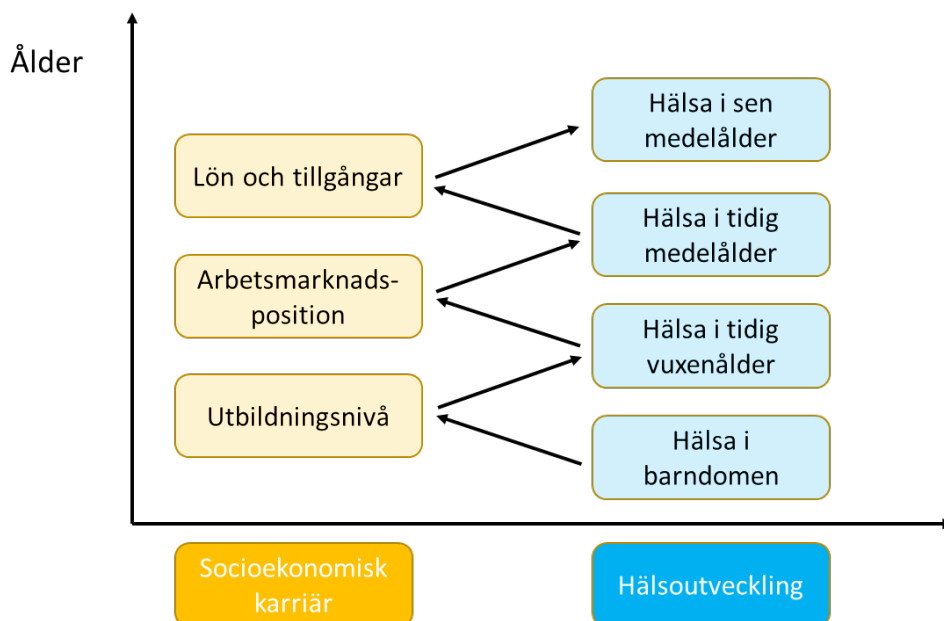 Ålder
Lön och tillgångar
Arbetsmarknads-
position
Utbildningsnivå
Hälsa i sen
medelålder
Hälsa i tidig
medelålder
Hälsa i tidig
vuxenålder
Hälsa i
barndomen
Socioekonomisk
karriär
Hälsoutveckling